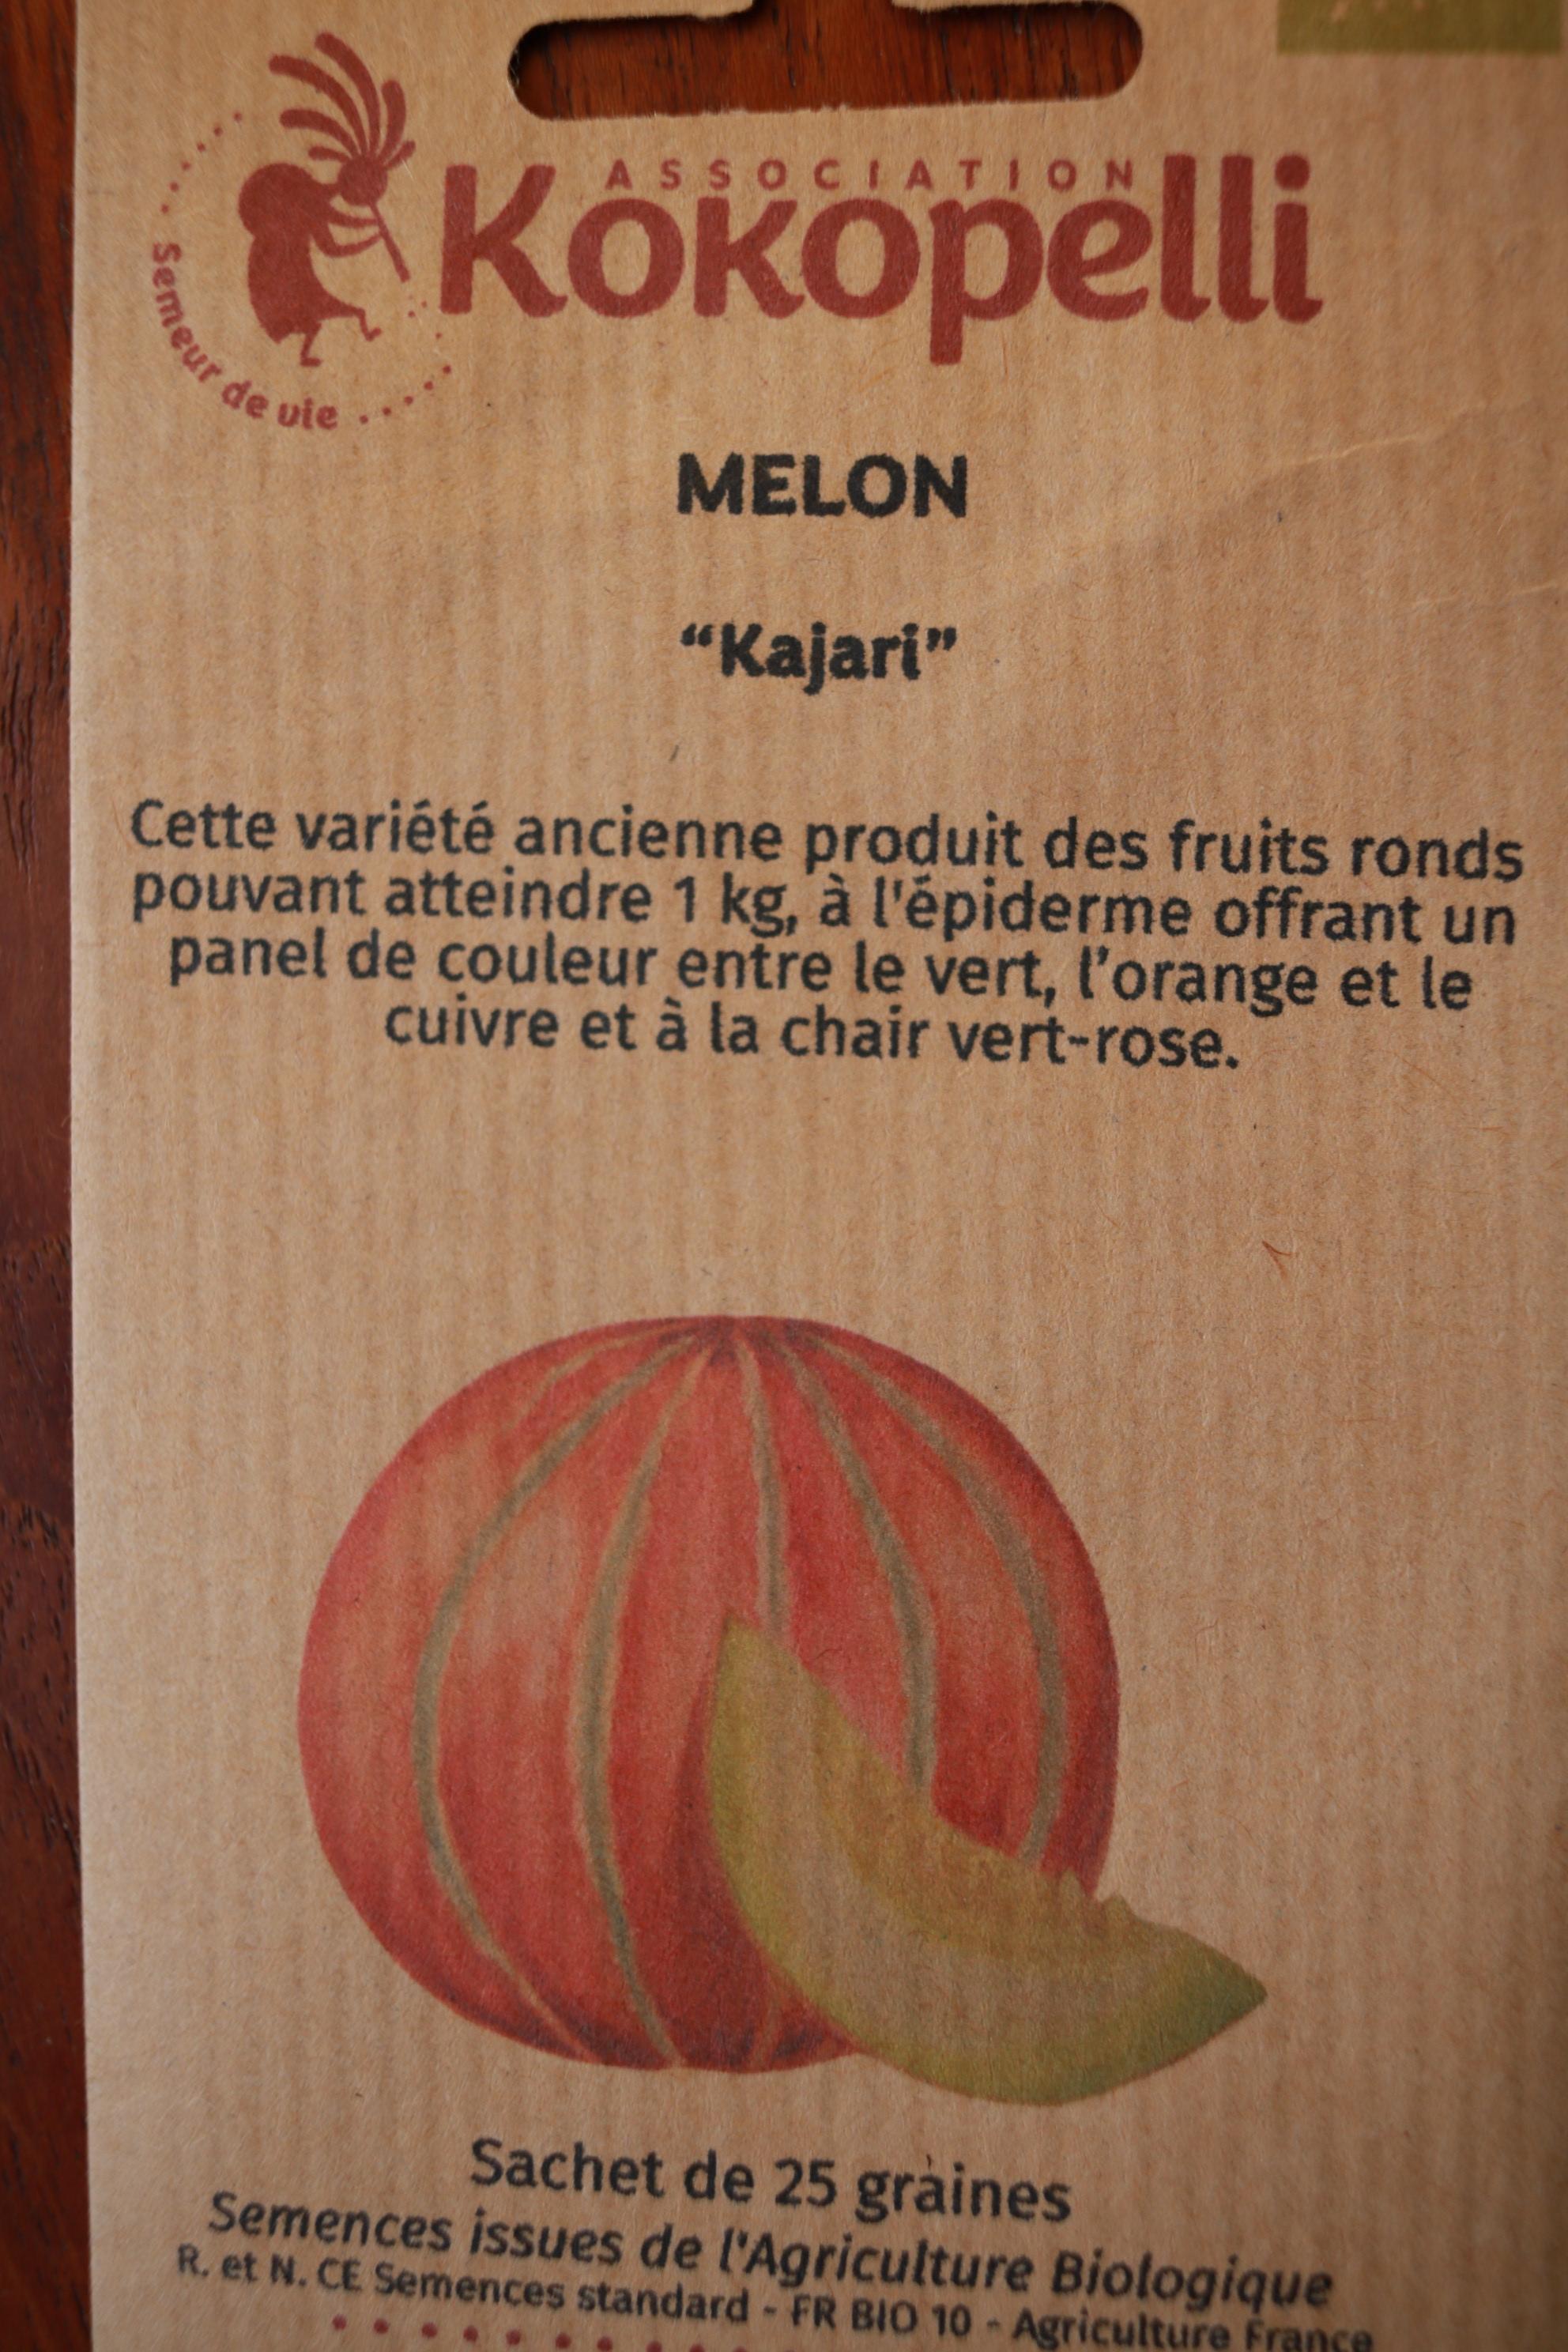 ASSOCIATION
Kokopelli
Semeur de vie
MELON
“Kajari”
Cette variété ancienne produit des fruits ronds
pouvant atteindre 1 kg, à l'épiderme offrant un
panel de couleur entre le vert, l’orange et le
cuivre et à la chair vert-rose.
Sachet de 25 graines
Semences issues de l'Agriculture Biologique
R. et N. CE Semences standard - FR BIO 10 - Agriculture France